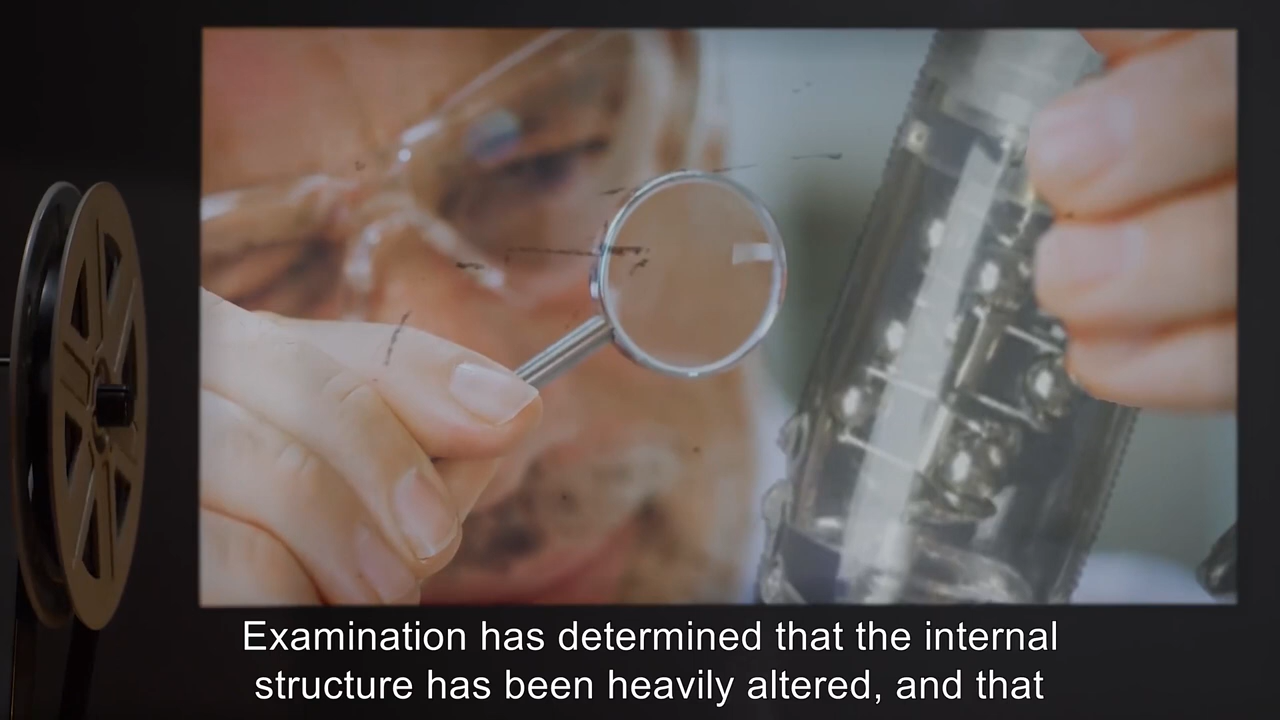 Examination has determined that the internal
structure has been heavily altered, and that